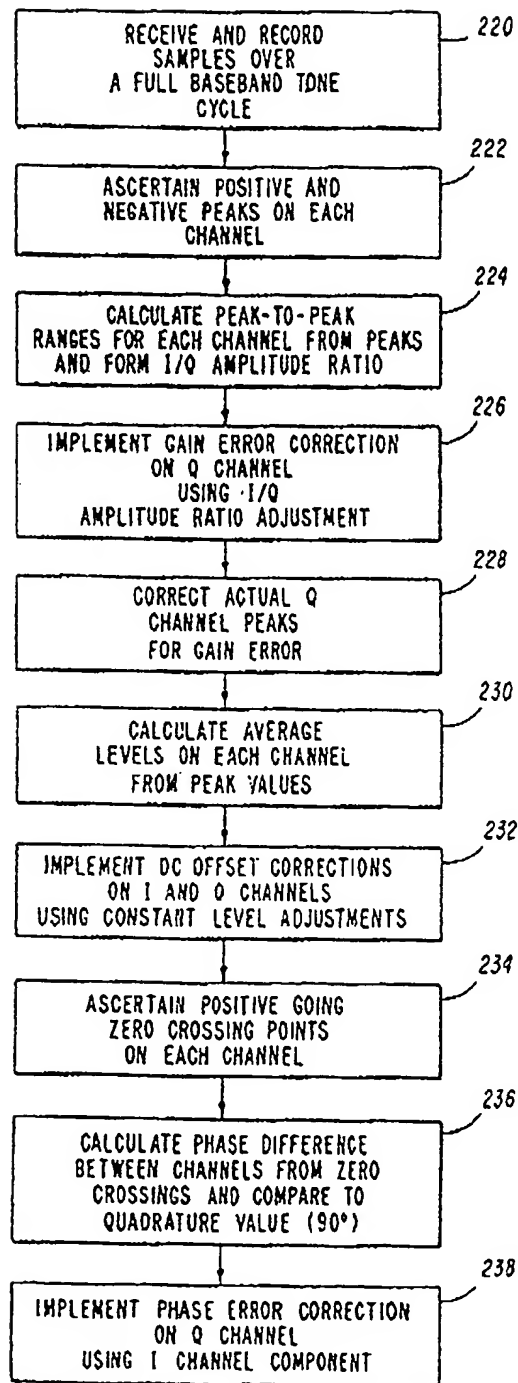 RECEIVE AND RECORD
SAMPLES OVER
A FULL BASEBAND TONE
CYCLE
220
ASCERTAIN POSITIVE AND
NEGATIVE PEAKS ON EACH
CHANNEL
222
CALCULATE PEAK-TO-PEAK
RANGES FOR EACH CHANNEL FROM PEAKS
AND FORM I/Q AMPLITUDE RATIO
224
IMPLEMENT GAIN ERROR CORRECTION
ON Q CHANNEL
USING I/Q
AMPLITUDE RATIO ADJUSTMENT
226
CORRECT ACTUAL Q
CHANNEL PEAKS
FOR GAIN ERROR
228
CALCULATE AVERAGE
LEVELS ON EACH CHANNEL
FROM PEAK VALUES
230
IMPLEMENT DC OFFSET CORRECTIONS
ON I AND Q CHANNELS
USING CONSTANT LEVEL ADJUSTMENTS
232
ASCERTAIN POSITIVE GOING
ZERO CROSSING POINTS
ON EACH CHANNEL
234
CALCULATE PHASE DIFFERENCE
BETWEEN CHANNELS FROM ZERO
CROSSINGS AND COMPARE TO
QUADRATURE VALUE (90°)
236
IMPLEMENT PHASE ERROR CORRECTION
ON Q CHANNEL
USING I CHANNEL COMPONENT
238